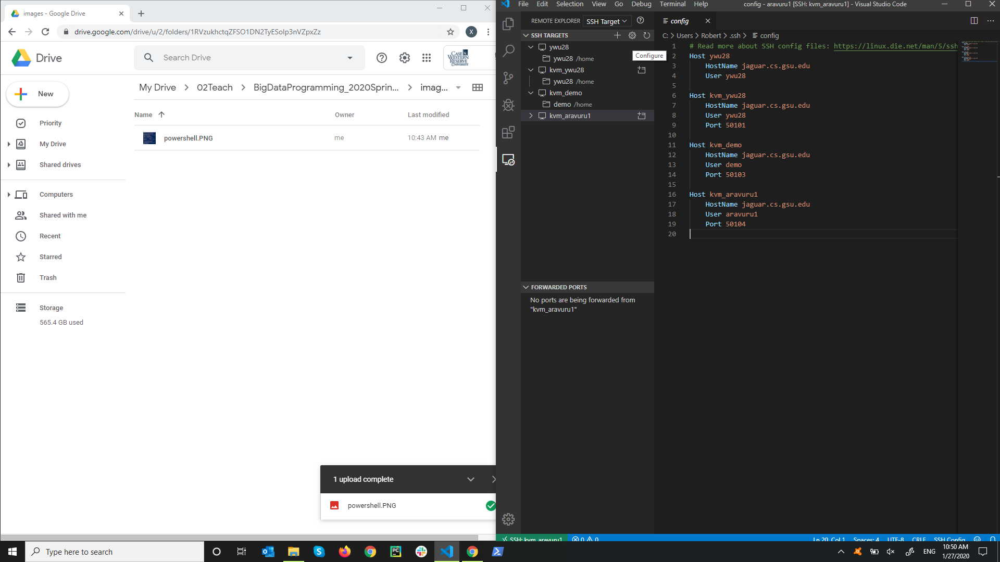 images - Google Drive
drive.google.com/drive/u/2/folders/1RVzukhctqZFSO1DN2TyESoIp3nVZpxZz
X
Drive
Search Drive
CASE
WESTERN
RESERVE
UNIVERSITY
New
My Drive > 02Teach > BigDataProgramming_2020Sprin... > imag...
Name
Owner
Last modified
powershell.PNG
me
10:43 AM me
Priority
My Drive
Shared drives
Computers
Shared with me
Recent
Starred
Trash
Storage
565.4 GB used
1 upload complete
powershell.PNG
File Edit Selection View Go Debug Terminal Help
config - aravuru1 [SSH: kvm_aravuru1] - Visual Studio Code
REMOTE EXPLORER
SSH Target
SSH TARGETS
ywu28
ywu28 /home
kvm_ywu28
ywu28 /home
kvm_demo
demo /home
kvm_aravuru1
Configure
FORWARDED PORTS
No ports are being forwarded from
"kvm_aravuru1"
config
C: > Users > Robert > .ssh > config
1 # Read more about SSH config files: https://linux.die.net/man/5/ssh
2 Host ywu28
3 HostName jaguar.cs.gsu.edu
4 User ywu28
5
6 Host kvm_ywu28
7 HostName jaguar.cs.gsu.edu
8 User ywu28
9 Port 50101
10
11 Host kvm_demo
12 HostName jaguar.cs.gsu.edu
13 User demo
14 Port 50103
15
16 Host kvm_aravuru1
17 HostName jaguar.cs.gsu.edu
18 User aravuru1
19 Port 50104
20
SSH: kvm_aravuru1
0 0
Ln 20, Col 1 Spaces: 4 UTF-8 CRLF SSH Config
Type here to search
PC
ENG
10:50 AM
1/27/2020